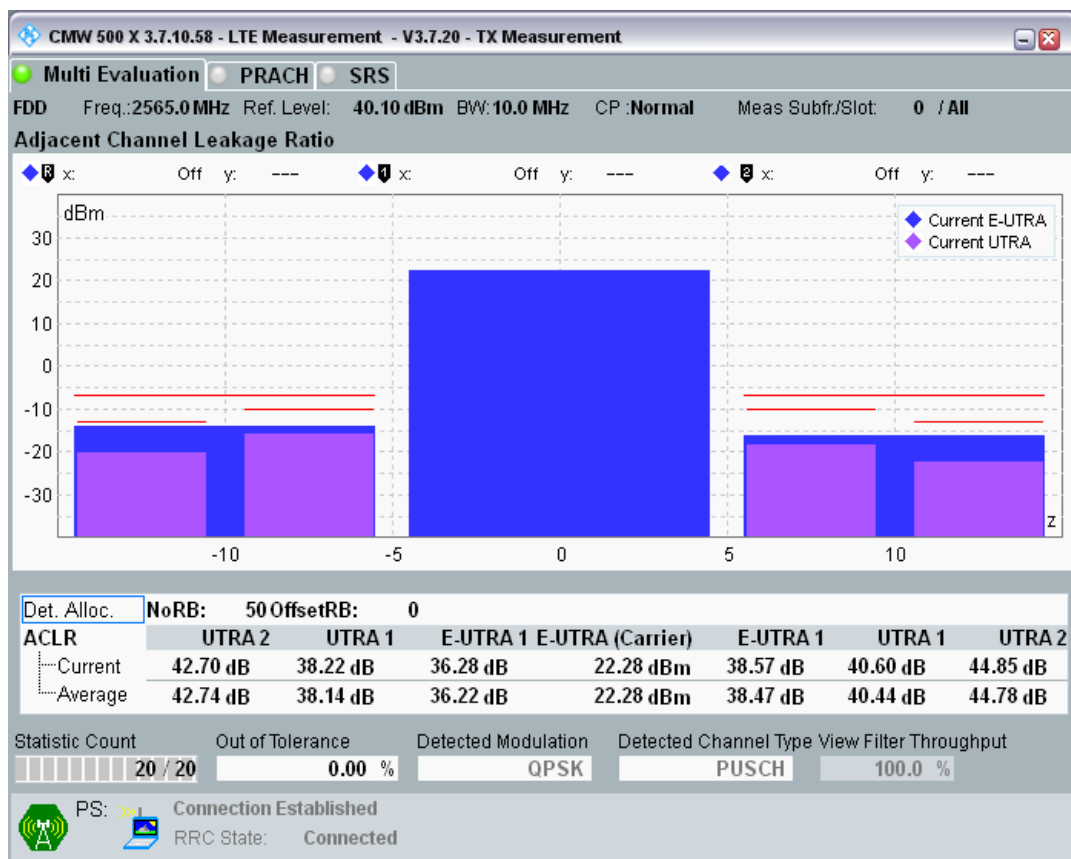 CMW 500 X 3.7.10.58 - LTE Measurement - V3.7.20 - TX Measurement
Multi Evaluation PRACH SRS
FDD Freq.:2565.0 MHz Ref. Level: 40.10 dBm BW: 10.0 MHz CP :Normal Meas Subfr./Slot: 0 / All
Adjacent Channel Leakage Ratio
R x: Off y: --- 1 x: Off y: --- 2 x: Off y: ---
dBm
Current E-UTRA
Current UTRA
30
20
10
0
-10
-20
-30
z
-10 -5 0 5 10
Det. Alloc. NoRB: 50 OffsetRB: 0
ACLR UTRA 2 UTRA 1 E-UTRA 1 E-UTRA (Carrier) E-UTRA 1 UTRA 1 UTRA 2
Current 42.70 dB 38.22 dB 36.28 dB 22.28 dBm 38.57 dB 40.60 dB 44.85 dB
Average 42.74 dB 38.14 dB 36.22 dB 22.28 dBm 38.47 dB 40.44 dB 44.78 dB
Statistic Count Out of Tolerance Detected Modulation Detected Channel Type View Filter Throughput
20 / 20 0.00 % QPSK PUSCH 100.0 %
PS: Connection Established
RRC State: Connected